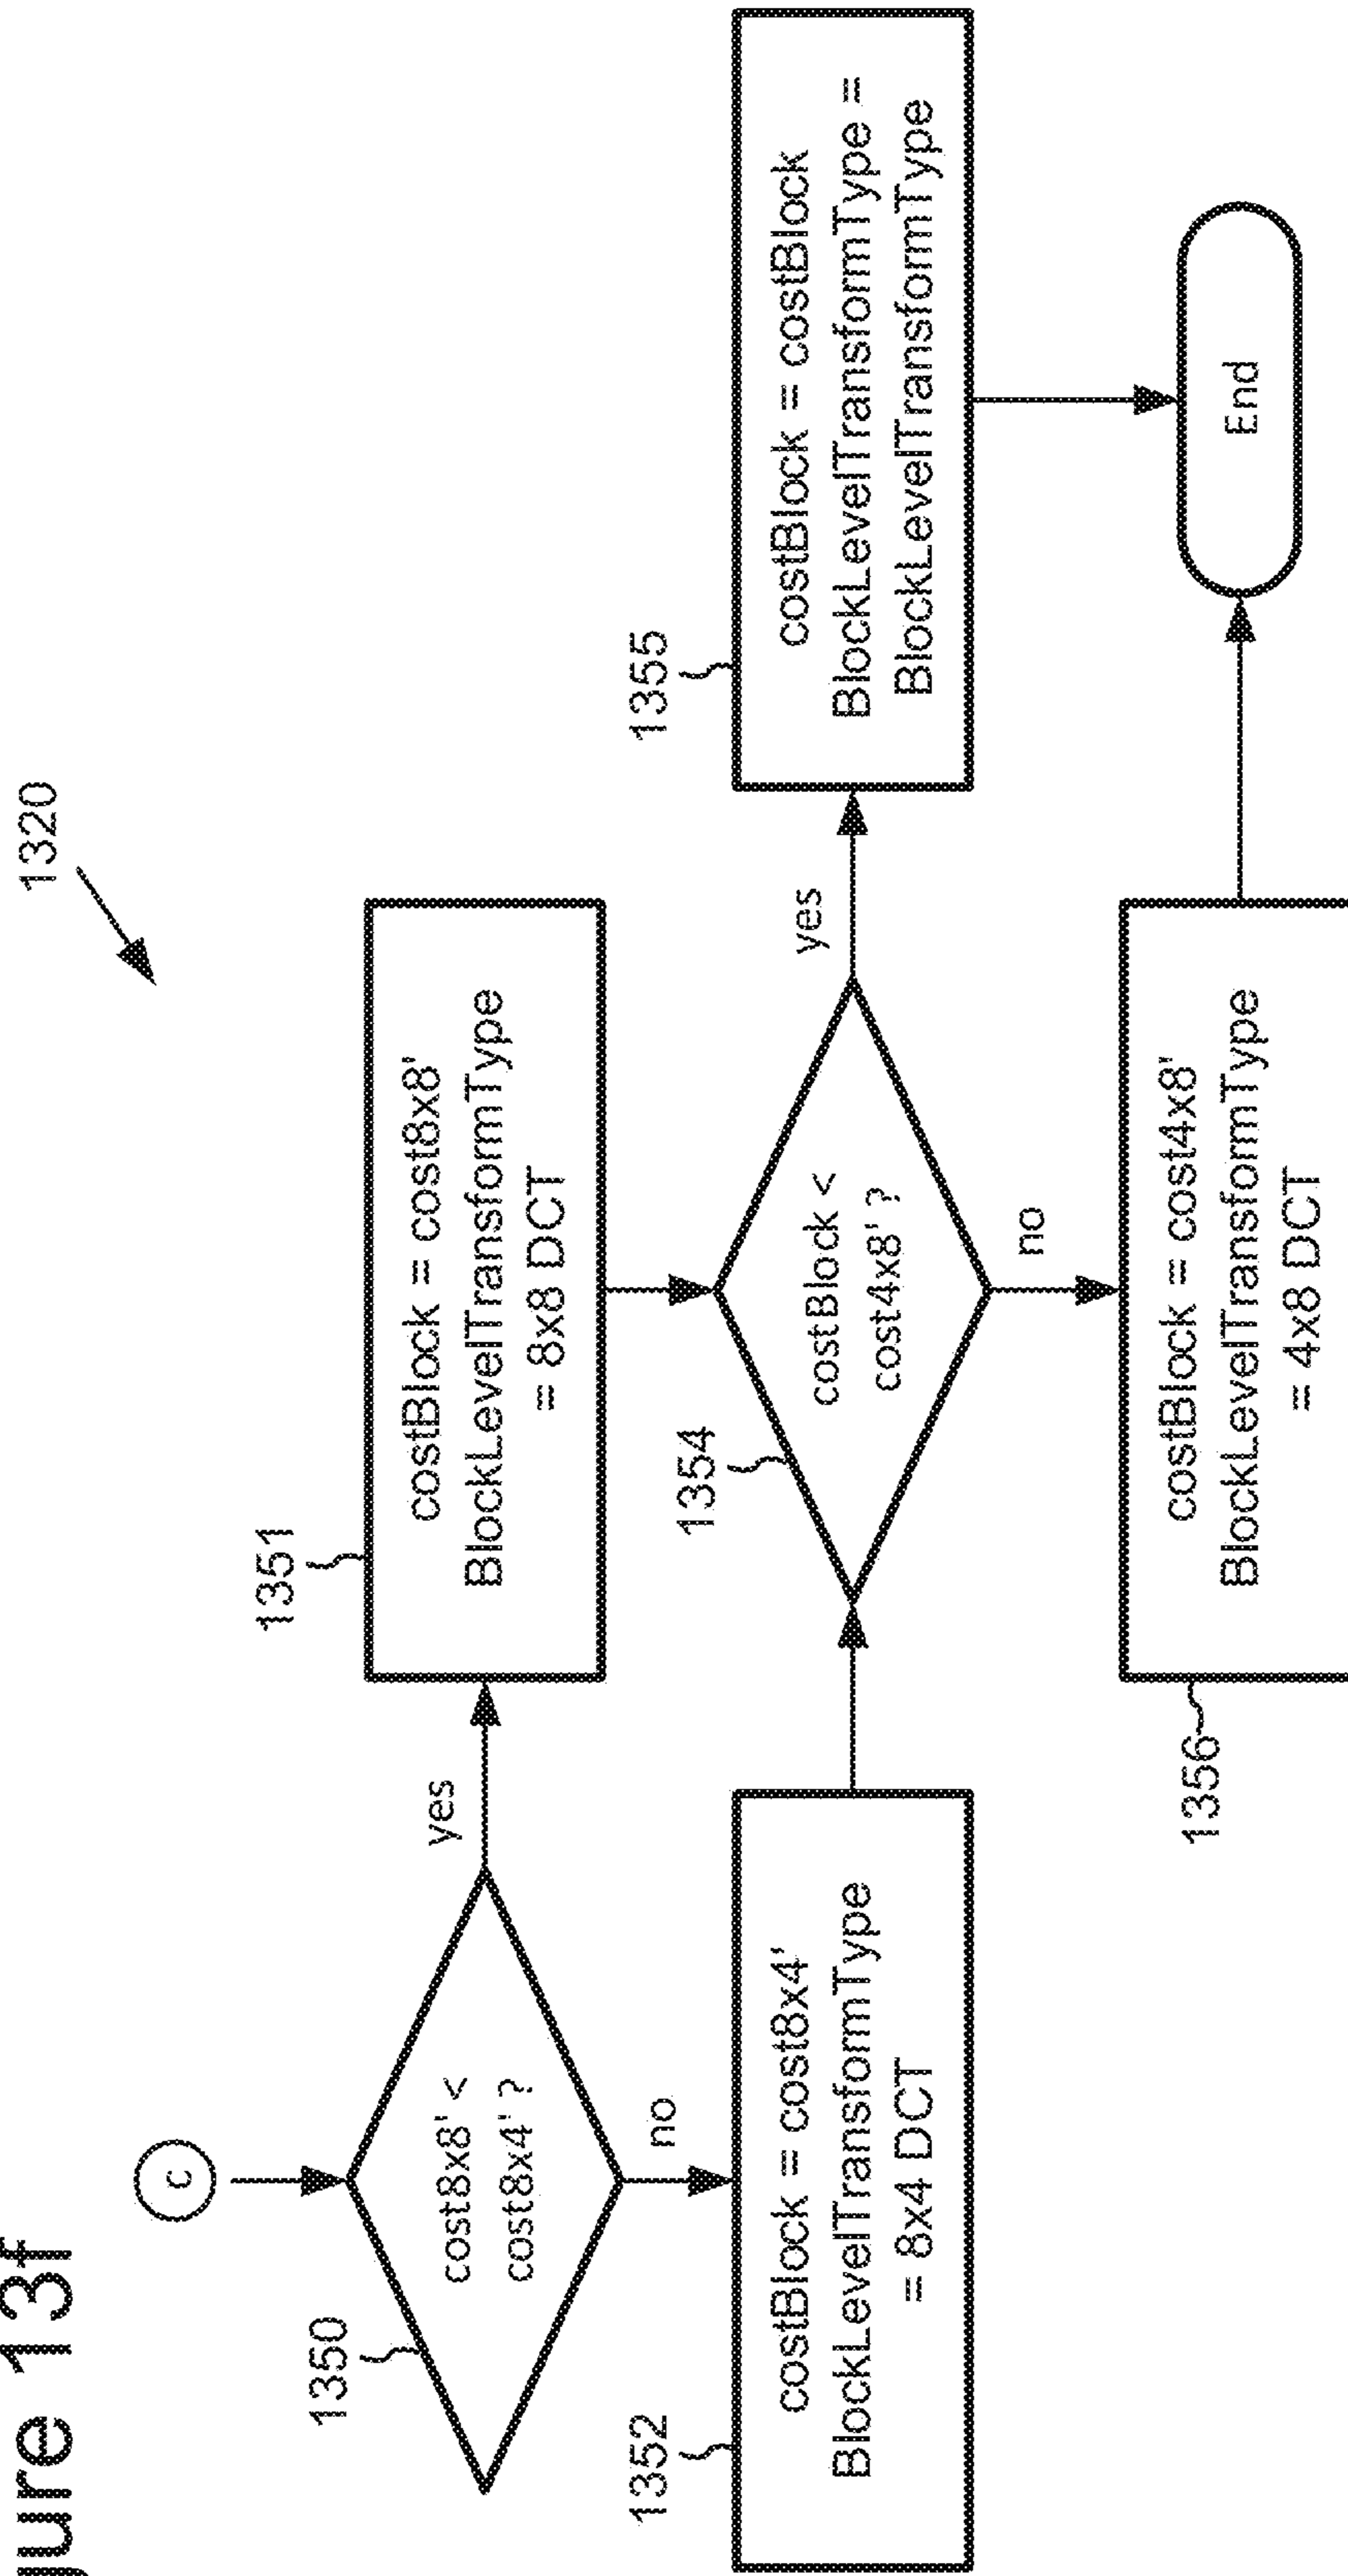 gure 13f
1320
c
1350
cost8x8' <
cost8x4' ?
yes
no
1351
costBlock = cost8x8'
BlockLevelTransformType
= 8x8 DCT
1352
costBlock = cost8x4'
BlockLevelTransformType
= 8x4 DCT
1354
costBlock <
cost4x8' ?
yes
no
1355
costBlock = costBlock
BlockLevelTransformType =
BlockLevelTransformType
1356
costBlock = cost4x8'
BlockLevelTransformType
= 4x8 DCT
End